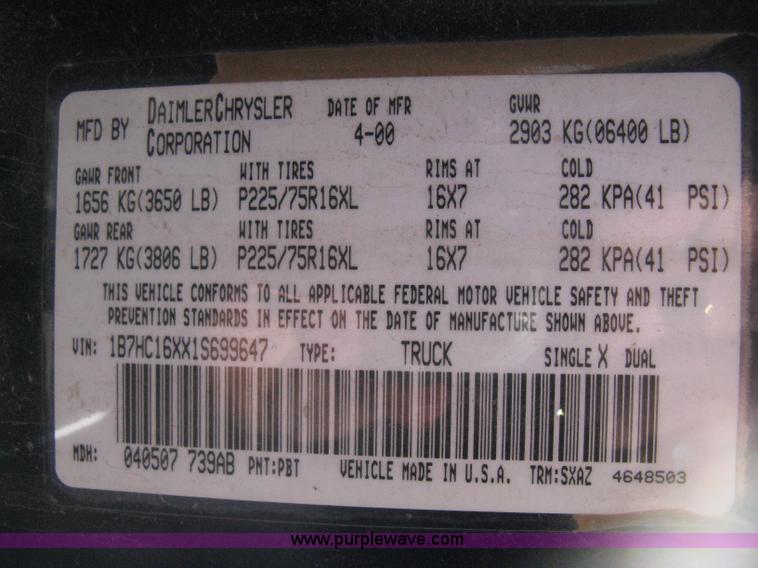 MFD BY DAIMLERCHRYSLER CORPORATION DATE OF MFR 4-00 GVWR 2903 KG(06400 LB)
GAWR FRONT WITH TIRES RIMS AT COLD
1656 KG(3650 LB) P225/75R16XL 16X7 282 KPA(41 PSI)
GAWR REAR WITH TIRES RIMS AT COLD
1727 KG(3806 LB) P225/75R16XL 16X7 282 KPA(41 PSI)
THIS VEHICLE CONFORMS TO ALL APPLICABLE FEDERAL MOTOR VEHICLE SAFETY AND THEFT
PREVENTION STANDARDS IN EFFECT ON THE DATE OF MANUFACTURE SHOWN ABOVE.
VIN: 1B7HC16XX1S699647 TYPE: TRUCK SINGLE X DUAL
MDH: 040507 739AB PNT:PBT VEHICLE MADE IN U.S.A. TRM:SXAZ 4648503
www.purplewave.com